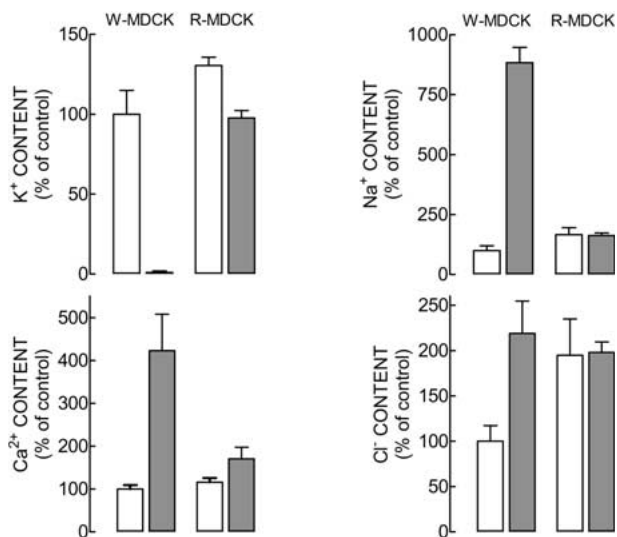 W-MDCK R-MDCK
K⁺ CONTENT
(% of control)
150
100
50
0
W-MDCK R-MDCK
Na⁺ CONTENT
(% of control)
1000
750
500
250
0
Ca²⁺ CONTENT
(% of control)
500
400
300
200
100
0
Cl⁻ CONTENT
(% of control)
250
200
150
100
50
0